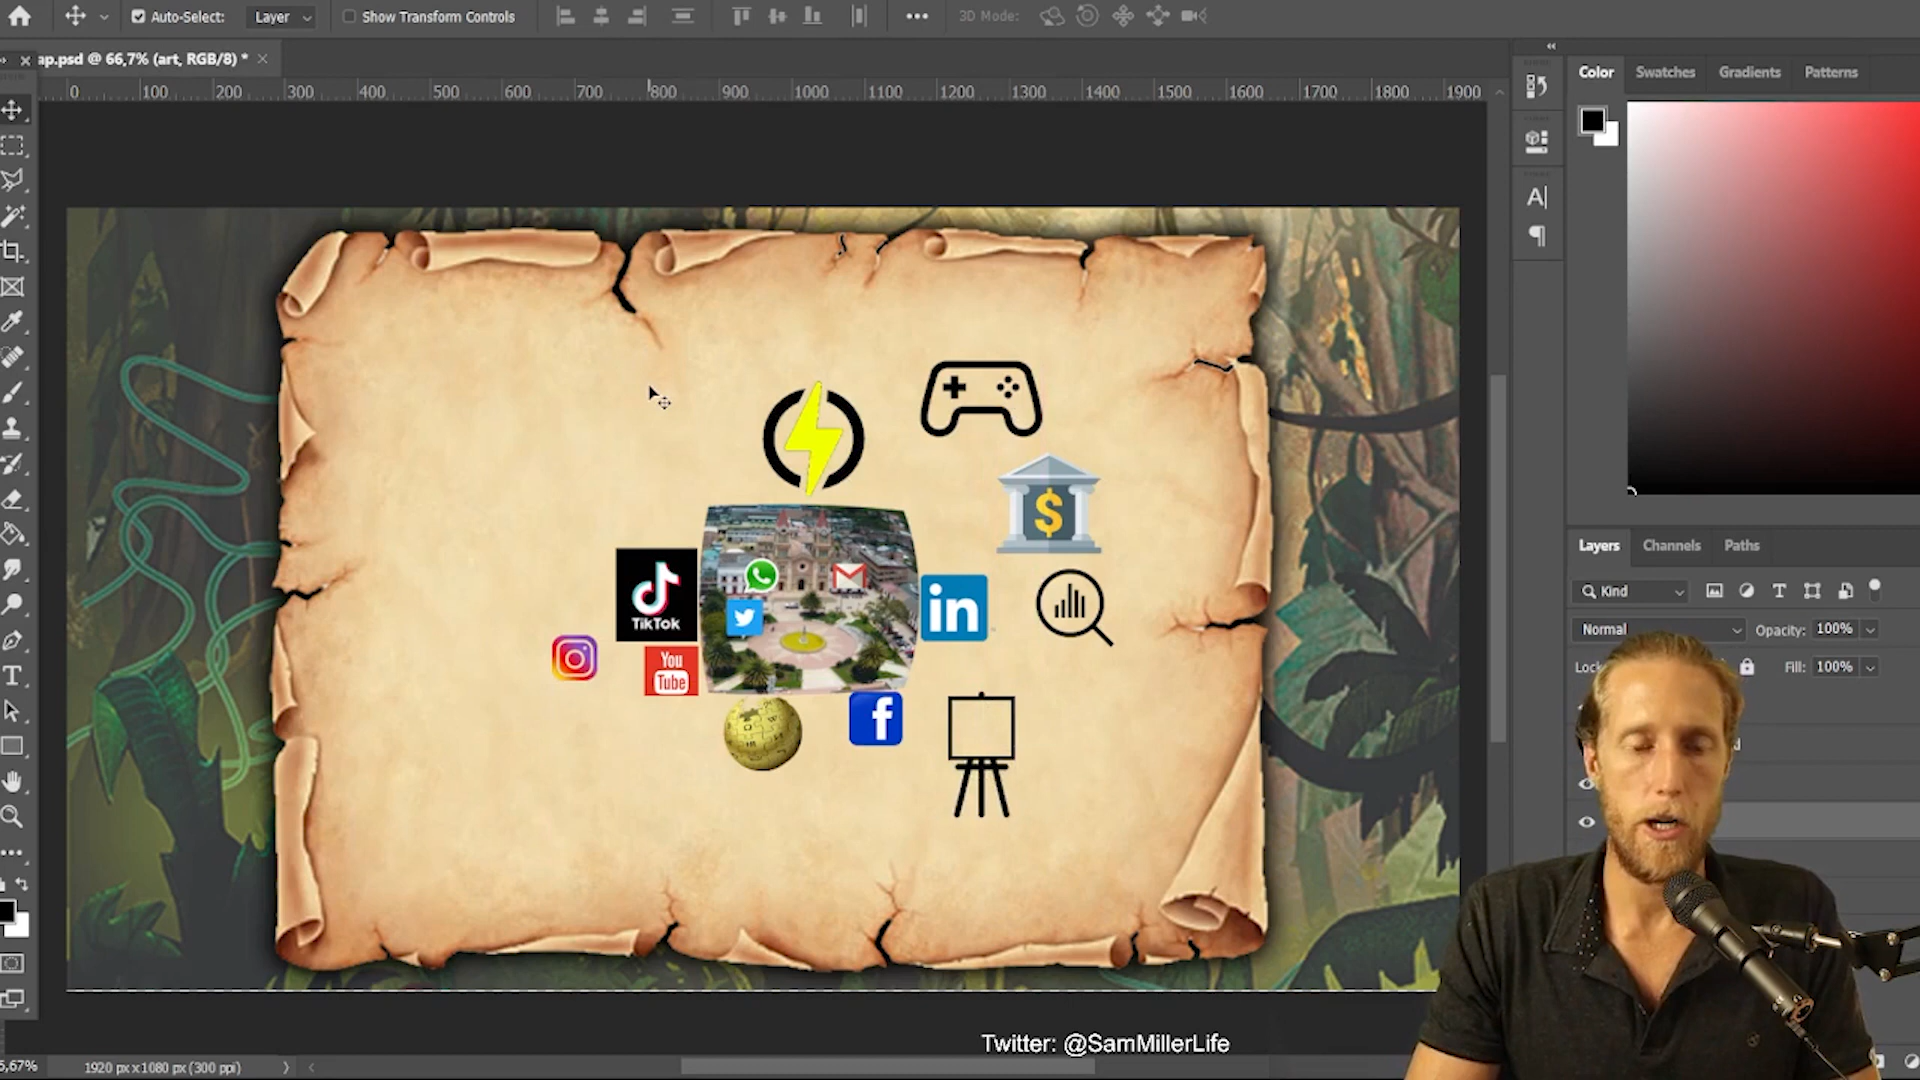 Auto-Select:
Layer
Show Transform Controls
3D Mode:
ap.psd @ 66,7% (art, RGB/8) *
0 100 200 300 400 500 600 700 800 900 1000 1100 1200 1300 1400 1500 1600 1700 1800 1900
Color
Swatches
Gradients
Patterns
A
$
TikTok
in
You
Tube
f
Layers
Channels
Paths
Kind
T
Normal
Opacity: 100%
Lock
Fill: 100%
T
Twitter: @SamMillerLife
1920 px x 1080 px (300 ppi)